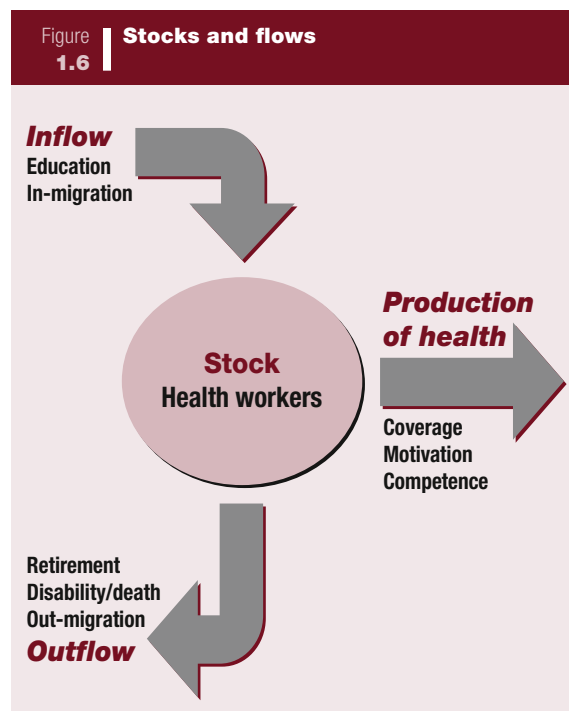 Figure
1.6
Stocks and flows
Inflow
Education
In-migration
Stock
Health workers
Production
of health
Coverage
Motivation
Competence
Retirement
Disability/death
Out-migration
Outflow